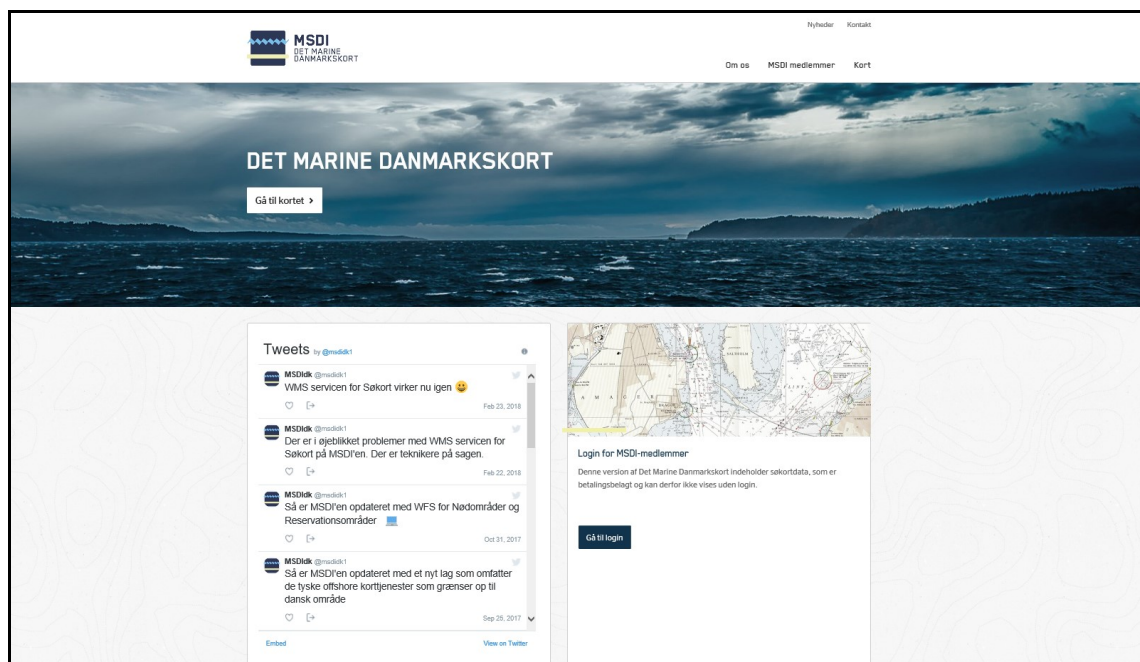 Nyheder Kontakt
MSDI
DET MARINE
DANMARKSKORT
Om os MSDI medlemmer Kort
DET MARINE DANMARKSKORT
Gå til kortet >
Tweets by @msdidk1
MSDIdk @msdidk1
WMS servicen for Søkort virker nu igen 😀
Feb 23, 2018
MSDIdk @msdidk1
Der er i øjeblikket problemer med WMS servicen for
Søkort på MSDI'en. Der er teknikere på sagen.
Feb 22, 2018
MSDIdk @msdidk1
Så er MSDI'en opdateret med WFS for Nødområder og
Reservationsområder 💻
Oct 31, 2017
MSDIdk @msdidk1
Så er MSDI'en opdateret med et nyt lag som omfatter
de tyske offshore korttjenester som grænser op til
dansk område
Sep 25, 2017
Embed View on Twitter
A M A G E R
SALTHOLM
Login for MSDI-medlemmer
Denne version af Det Marine Danmarkskort indeholder søkortdata, som er
betalingsbelagt og kan derfor ikke vises uden login.
Gå til login